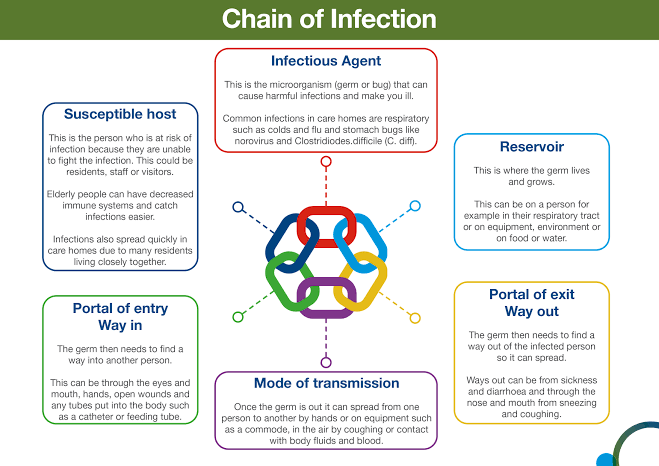 Chain of Infection
Infectious Agent
This is the microorganism (germ or bug) that can
cause harmful infections and make you ill.
Common infections in care homes are respiratory
such as colds and flu and stomach bugs like
norovirus and Clostridiodes.difficile (C. diff).
Reservoir
This is where the germ lives
and grows.
This can be on a person for
example in their respiratory tract
or on equipment, environment or
on food or water.
Portal of exit
Way out
The germ then needs to find a
way out of the infected person
so it can spread.
Ways out can be from sickness
and diarrhoea and through the
nose and mouth from sneezing
and coughing.
Mode of transmission
Once the germ is out it can spread from one
person to another by hands or on equipment such
as a commode, in the air by coughing or contact
with body fluids and blood.
Portal of entry
Way in
The germ then needs to find a
way into another person.
This can be through the eyes and
mouth, hands, open wounds and
any tubes put into the body such
as a catheter or feeding tube.
Susceptible host
This is the person who is at risk of
infection because they are unable
to fight the infection. This could be
residents, staff or visitors.
Elderly people can have decreased
immune systems and catch
infections easier.
Infections also spread quickly in
care homes due to many residents
living closely together.